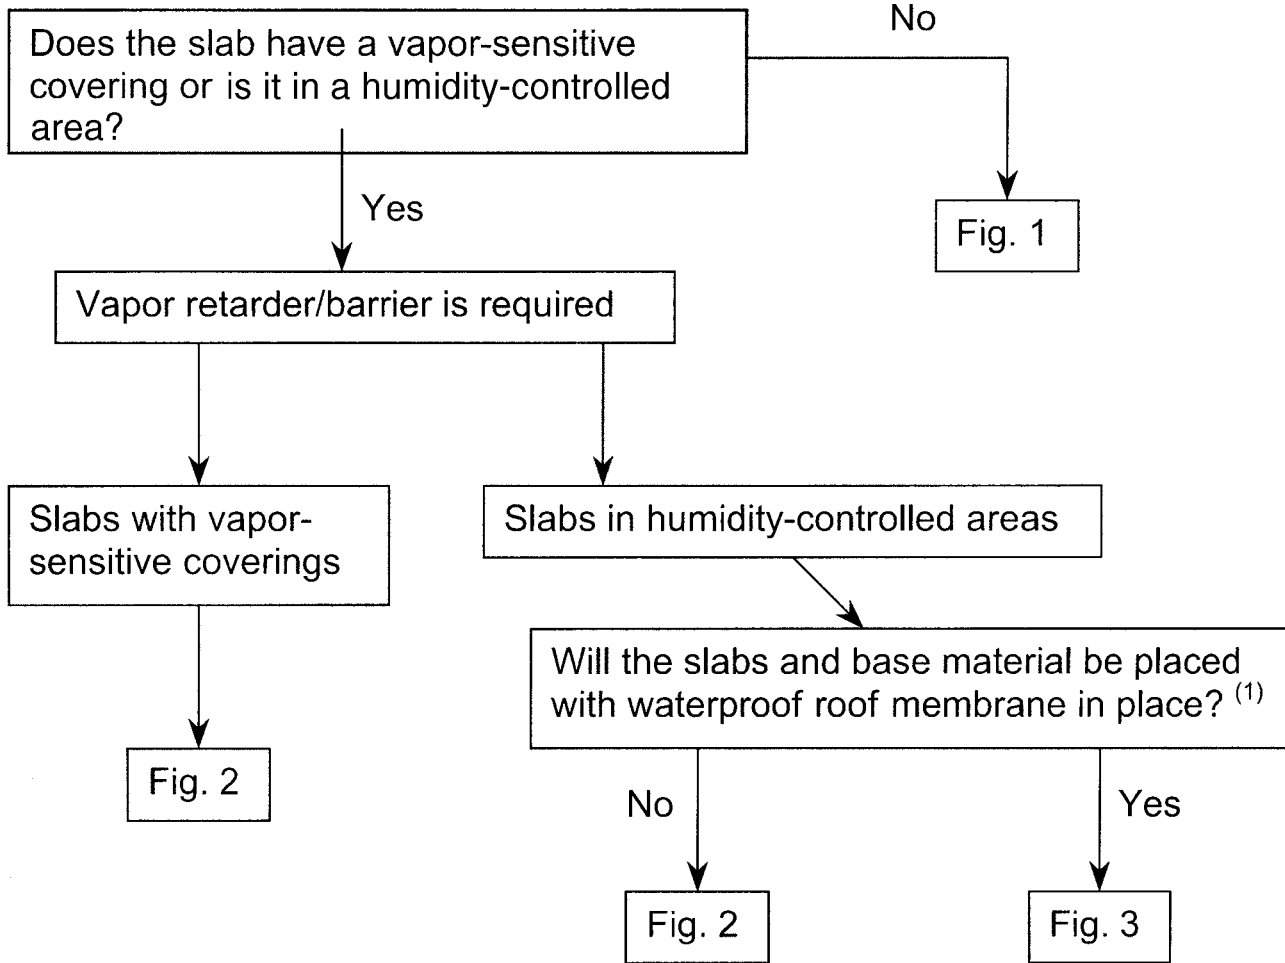 No
Does the slab have a vapor-sensitive
covering or is it in a humidity-controlled
area?
Yes
Fig. 1
Vapor retarder/barrier is required
Slabs with vapor-
sensitive coverings
Slabs in humidity-controlled areas
Will the slabs and base material be placed
with waterproof roof membrane in place? (1)
Fig. 2
No
Yes
Fig. 2
Fig. 3